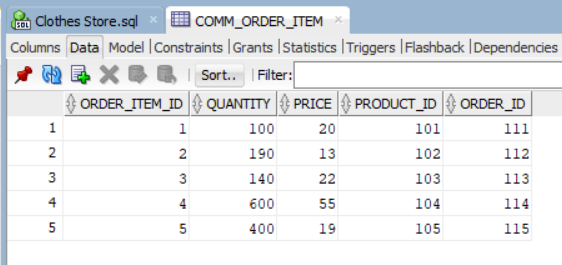 Clothes Store.sql COMM_ORDER_ITEM
Columns Data Model Constraints Grants Statistics Triggers Flashback Dependencies
Sort.. Filter:
ORDER_ITEM_ID QUANTITY PRICE PRODUCT_ID ORDER_ID
1 1 100 20 101 111
2 2 190 13 102 112
3 3 140 22 103 113
4 4 600 55 104 114
5 5 400 19 105 115